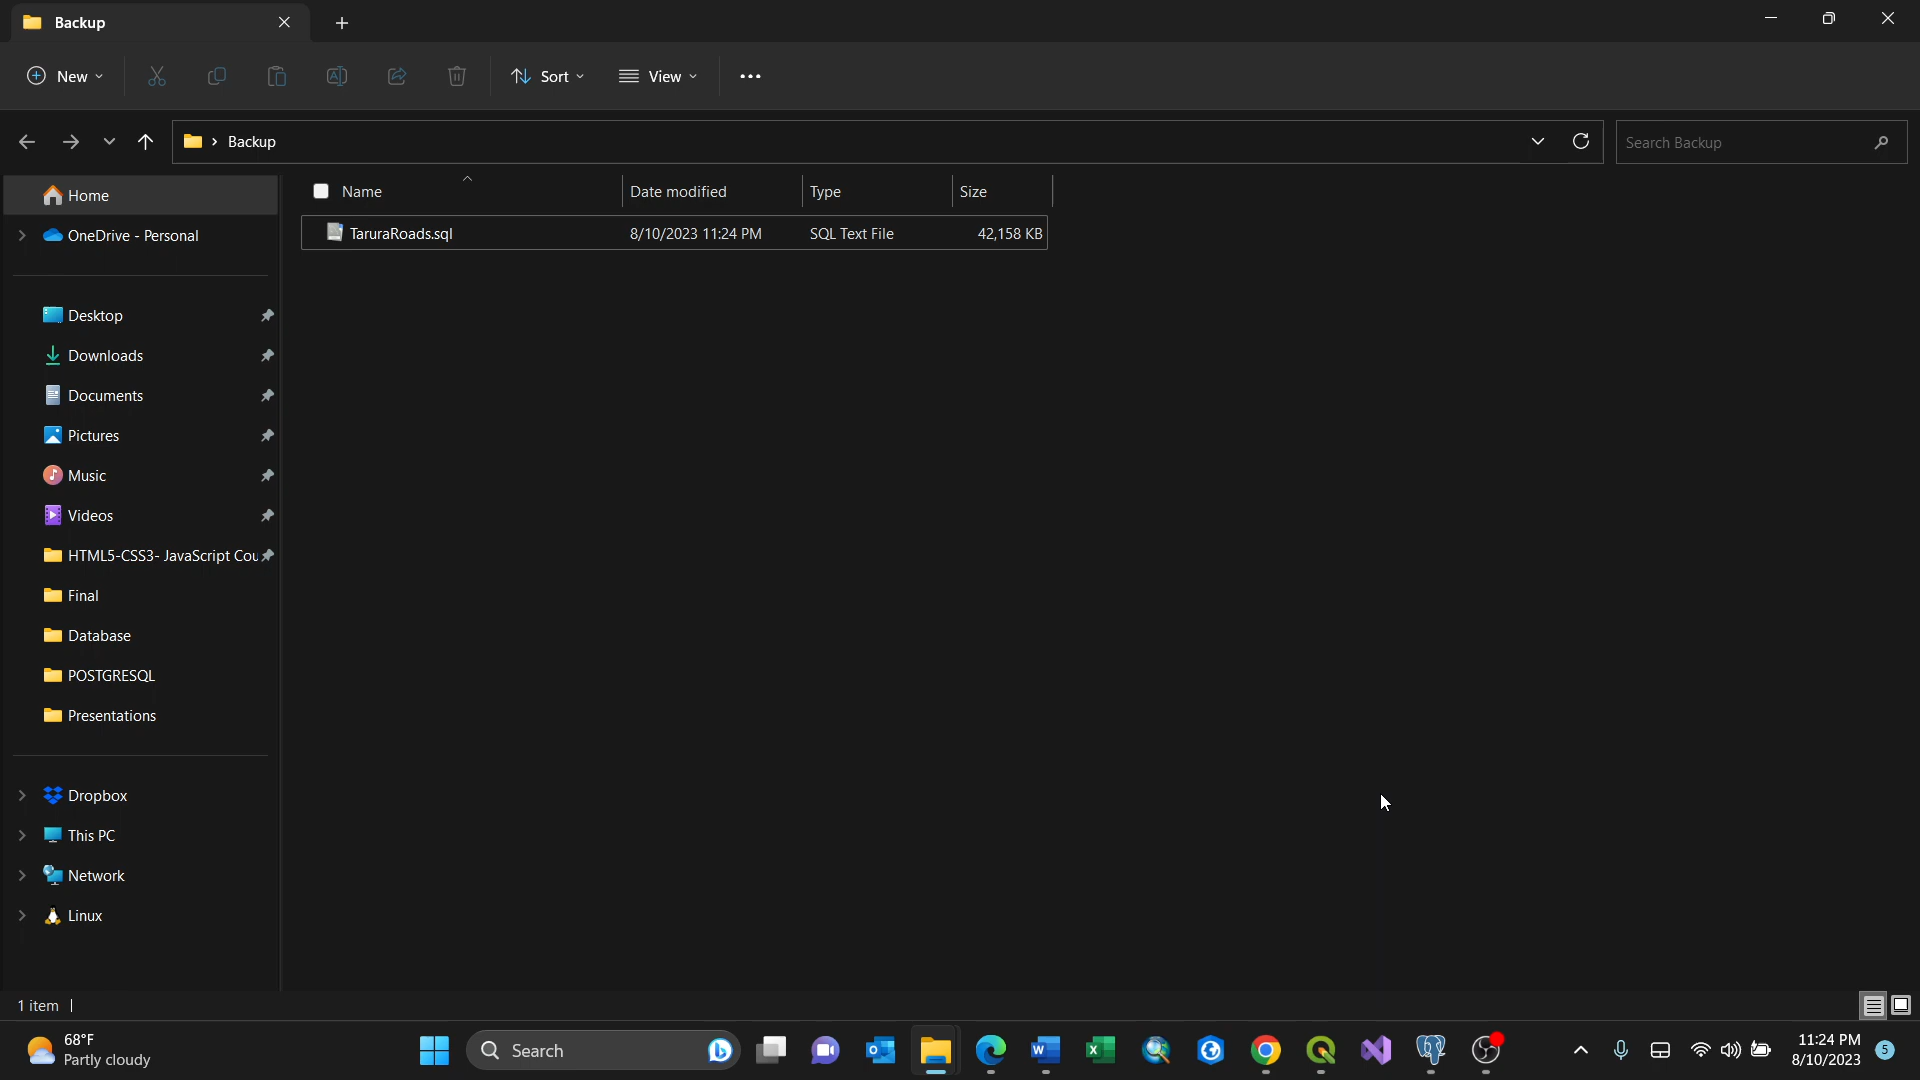 Backup
New
Sort
View
Backup
Search Backup
Home
OneDrive - Personal
Desktop
Downloads
Documents
Pictures
Music
Videos
HTML5-CSS3- JavaScript Cou
Final
Database
POSTGRESQL
Presentations
Dropbox
This PC
Network
Linux
Name Date modified Type Size
TaruraRoads.sql 8/10/2023 11:24 PM SQL Text File 42,158 KB
1 item
68°F
Partly cloudy
Search
11:24 PM
8/10/2023
5